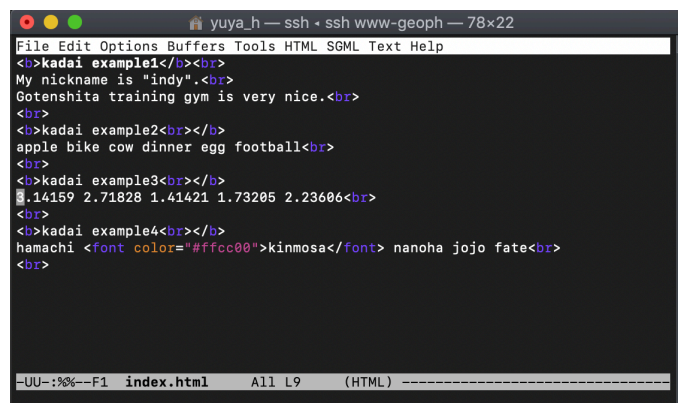 yuya_h — ssh ◂ ssh www-geoph — 78×22
File Edit Options Buffers Tools HTML SGML Text Help
<b>kadai example1</b><br>
My nickname is "indy".<br>
Gotenshita training gym is very nice.<br>
<br>
<b>kadai example2<br></b>
apple bike cow dinner egg football<br>
<br>
<b>kadai example3<br></b>
3.14159 2.71828 1.41421 1.73205 2.23606<br>
<br>
<b>kadai example4<br></b>
hamachi <font color="#ffcc00">kinmosa</font> nanoha jojo fate<br>
<br>
-UU-:%%--F1  index.html     All L9     (HTML) --------------------------------